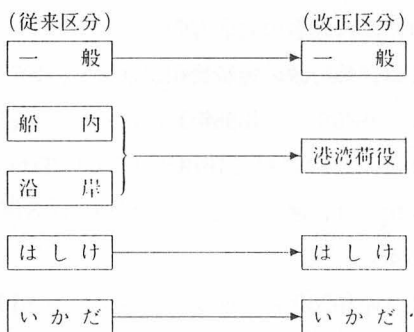 (従来区分) (改正区分)
一般 一般
船内
港湾荷役
沿岸
はしけ はしけ
いかだ いかだ